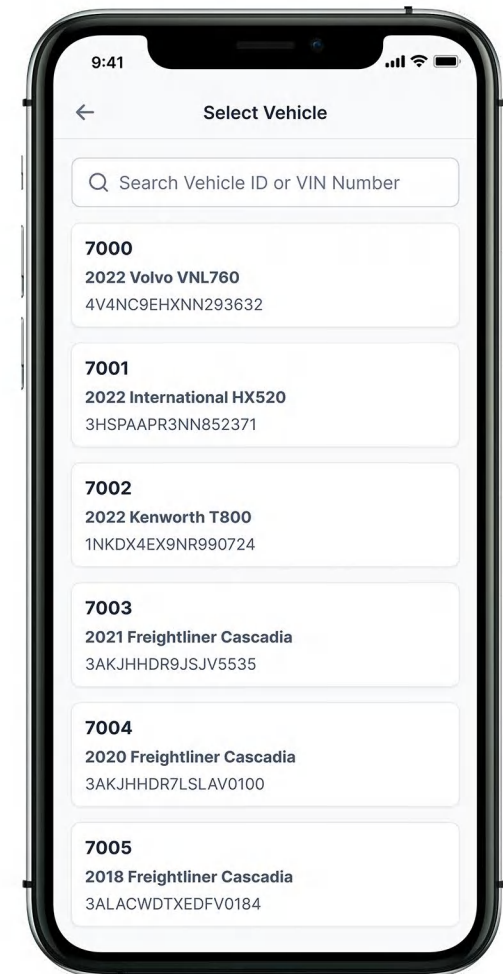 9:41
Select Vehicle
Search Vehicle ID or VIN Number
7000
2022 Volvo VNL760
4V4NC9EHXNN293632
7001
2022 International HX520
3HSPAAPR3NN852371
7002
2022 Kenworth T800
1NKDX4EX9NR990724
7003
2021 Freightliner Cascadia
3AKJHHDR9JSJV5535
7004
2020 Freightliner Cascadia
3AKJHHDR7LSLAV0100
7005
2018 Freightliner Cascadia
3ALACWDTXEDFV0184